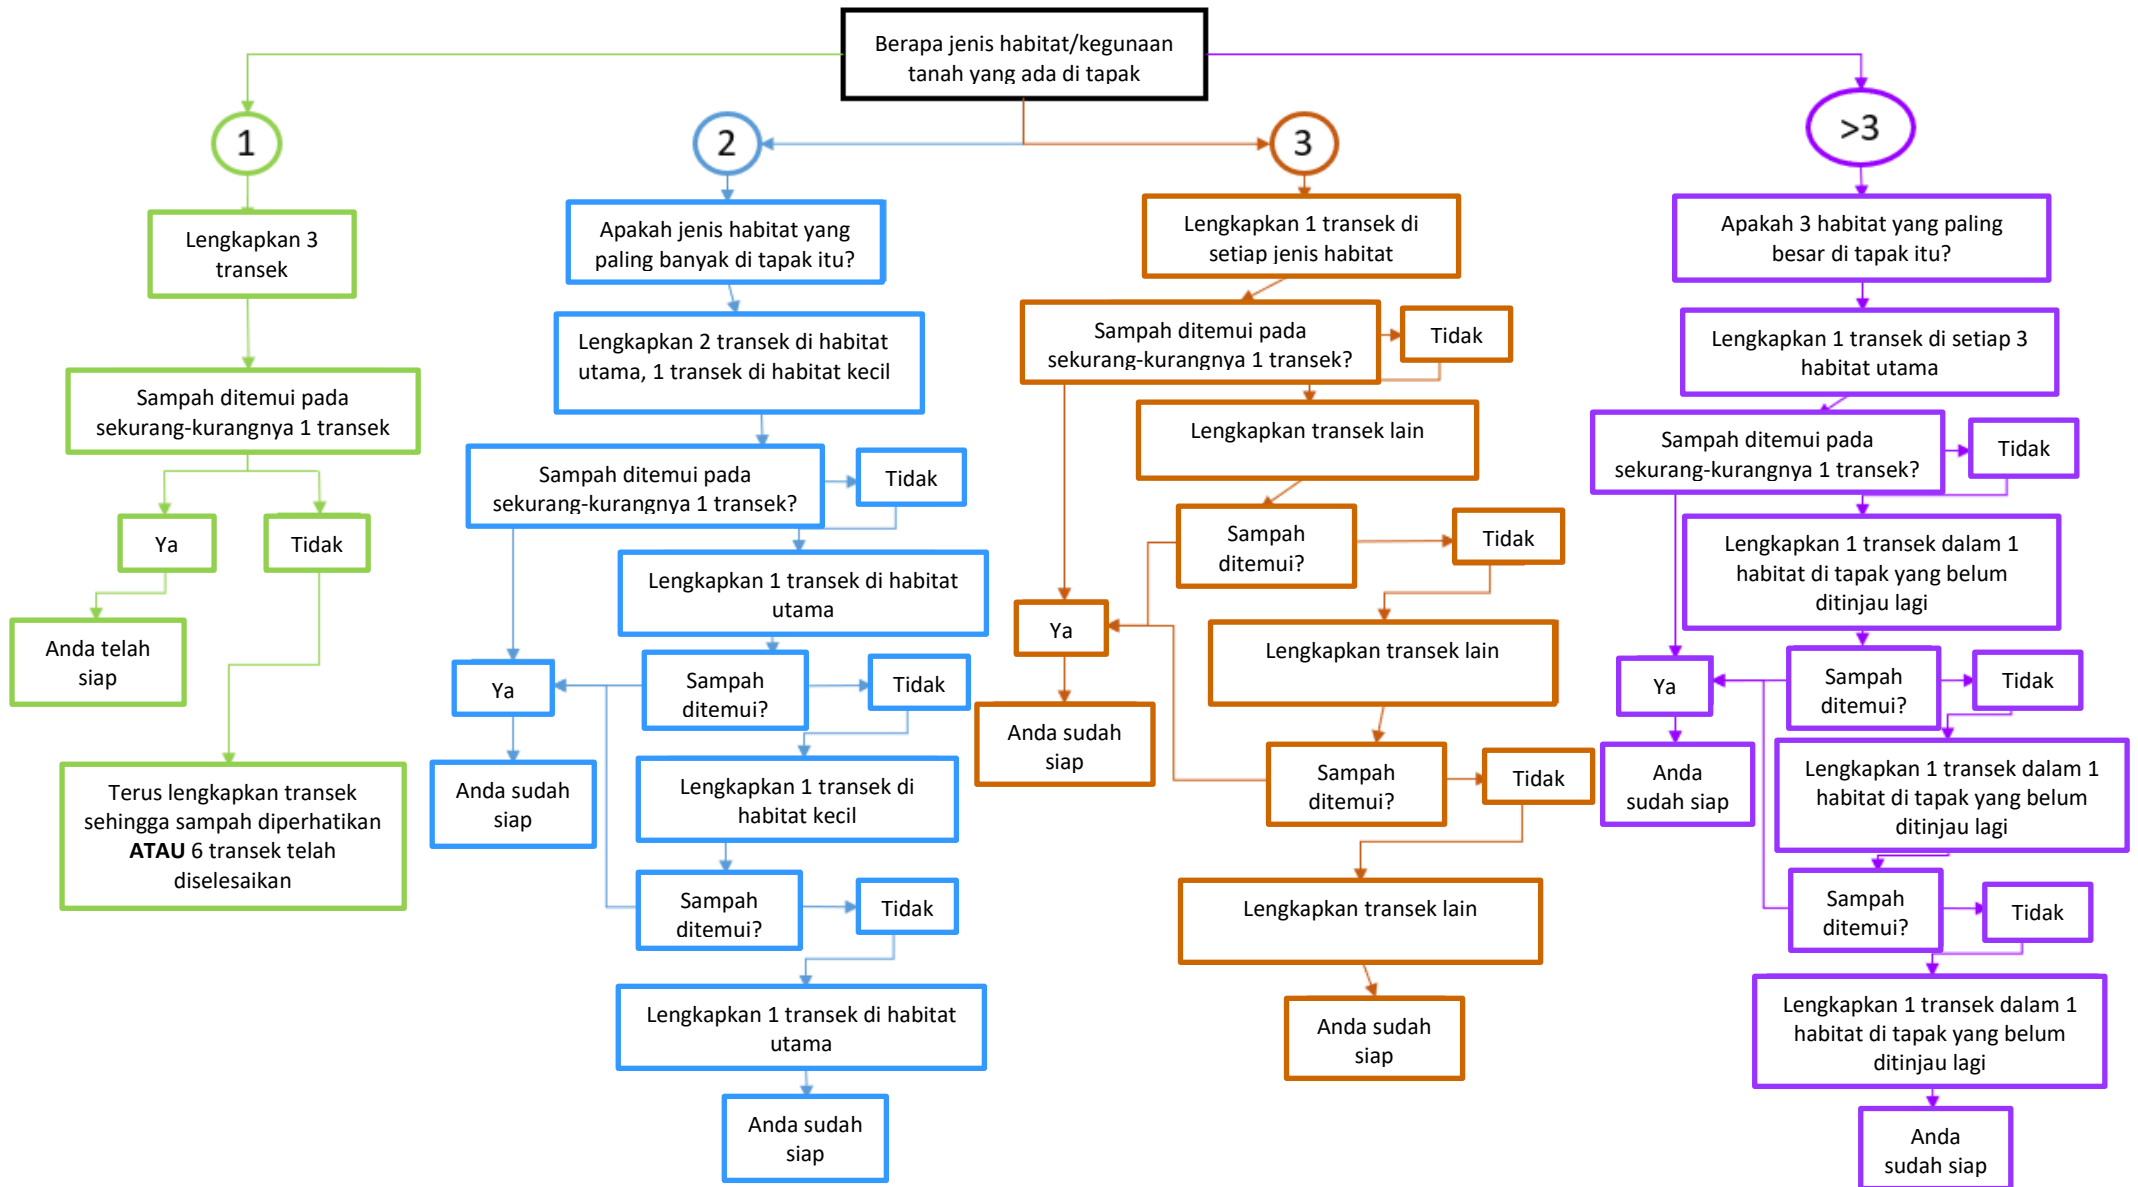 Berapa jenis habitat/kegunaan
tanah yang ada di tapak
1
Lengkapkan 3
transek
Sampah ditemui pada
sekurang-kurangnya 1 transek
Ya
Tidak
Anda telah
siap
Terus lengkapkan transek
sehingga sampah diperhatikan
ATAU 6 transek telah
diselesaikan
2
Apakah jenis habitat yang
paling banyak di tapak itu?
Lengkapkan 2 transek di habitat
utama, 1 transek di habitat kecil
Sampah ditemui pada
sekurang-kurangnya 1 transek?
Tidak
Lengkapkan 1 transek di habitat
utama
Ya
Sampah
ditemui?
Tidak
Anda sudah
siap
Lengkapkan 1 transek di
habitat kecil
Sampah
ditemui?
Tidak
Lengkapkan 1 transek di habitat
utama
Anda sudah
siap
3
Lengkapkan 1 transek di
setiap jenis habitat
Sampah ditemui pada
sekurang-kurangnya 1 transek?
Tidak
Lengkapkan transek lain
Sampah
ditemui?
Tidak
Ya
Lengkapkan transek lain
Anda sudah
siap
Sampah
ditemui?
Tidak
Lengkapkan transek lain
Anda sudah
siap
>3
Apakah 3 habitat yang paling
besar di tapak itu?
Lengkapkan 1 transek di setiap 3
habitat utama
Sampah ditemui pada
sekurang-kurangnya 1 transek?
Tidak
Lengkapkan 1 transek dalam 1
habitat di tapak yang belum
ditinjau lagi
Ya
Sampah
ditemui?
Tidak
Anda
sudah siap
Lengkapkan 1 transek dalam 1
habitat di tapak yang belum
ditinjau lagi
Sampah
ditemui?
Tidak
Lengkapkan 1 transek dalam 1
habitat di tapak yang belum
ditinjau lagi
Anda
sudah siap